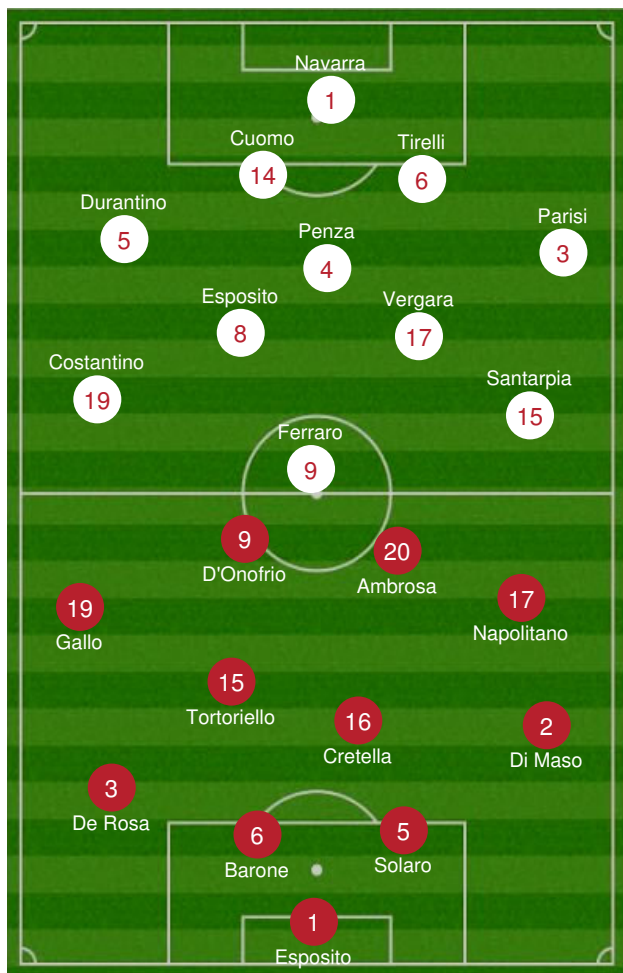 Navarra
1
Cuomo
14
Tirelli
6
Durantino
5
Penza
4
Parisi
3
Esposito
8
Vergara
17
Costantino
19
Santarpia
15
Ferraro
9
9
D'Onofrio
20
Ambrosa
19
Gallo
17
Napolitano
15
Tortoriello
16
Cretella
2
Di Maso
3
De Rosa
6
Barone
5
Solaro
1
Esposito